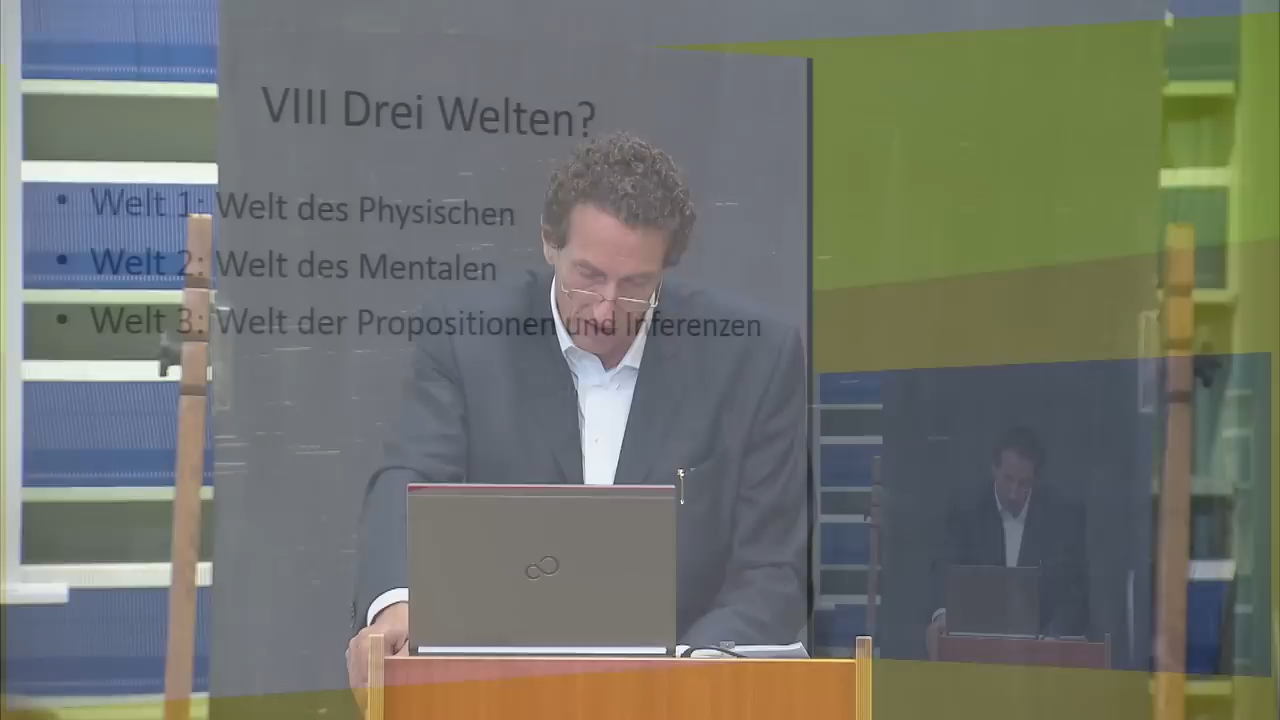 VIII Drei Welten?
• Welt 1: Welt des Physischen
• Welt 2: Welt des Mentalen
• Welt 3: Welt der Propositionen und Inferenzen